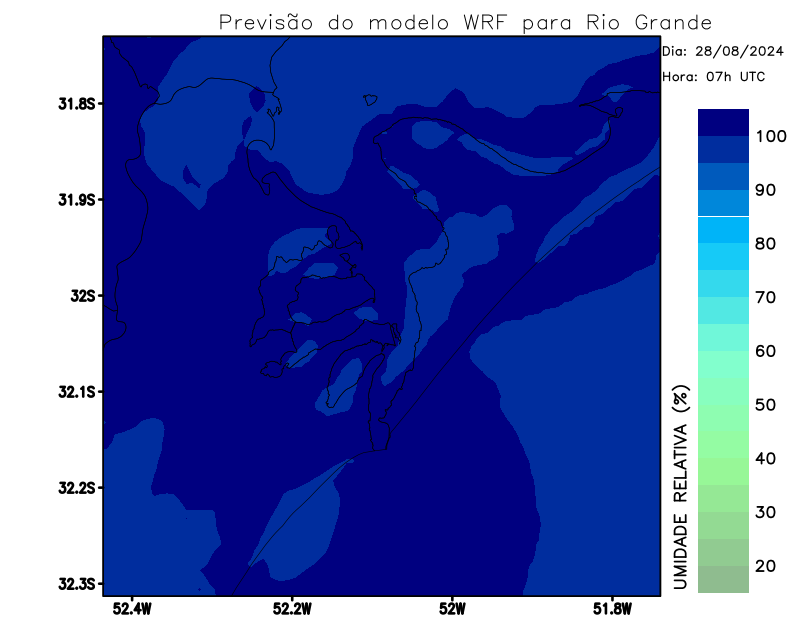 Previsão do modelo WRF para Rio Grande
Dia: 28/08/2024
Hora: 07h UTC
31.8S
31.9S
32S
32.1S
32.2S
32.3S
52.4W
52.2W
52W
51.8W
UMIDADE RELATIVA (%)
100
90
80
70
60
50
40
30
20